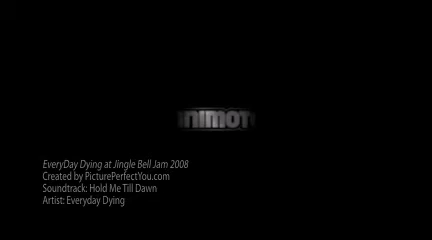 animoto
EveryDay Dying at Jingle Bell Jam 2008
Created by PicturePerfectYou.com
Soundtrack: Hold Me Till Dawn
Artist: Everyday Dying